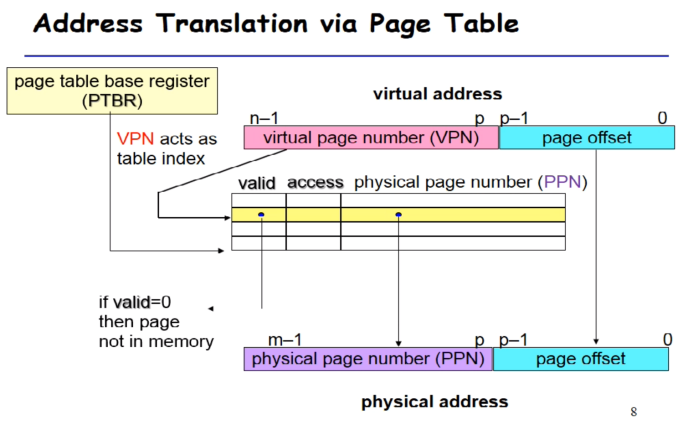 Address Translation via Page Table
page table base register
(PTBR)
virtual address
n–1
p
p–1
0
VPN acts as
table index
virtual page number (VPN)
page offset
valid
access
physical page number (PPN)
if valid=0
then page
not in memory
m–1
p
p–1
0
physical page number (PPN)
page offset
physical address
8